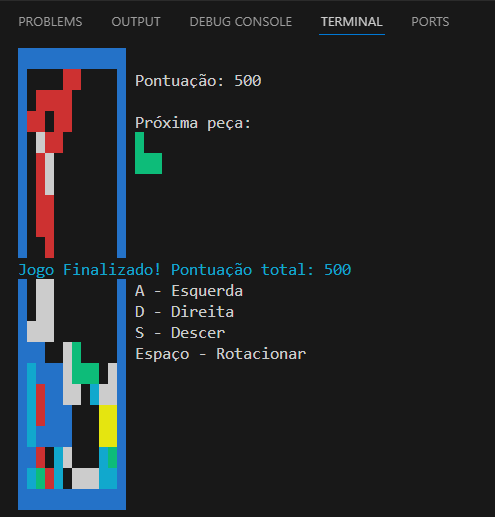 PROBLEMS OUTPUT DEBUG CONSOLE TERMINAL PORTS
Pontuação: 500
Próxima peça:
Jogo Finalizado! Pontuação total: 500
A - Esquerda
D - Direita
S - Descer
Espaço - Rotacionar